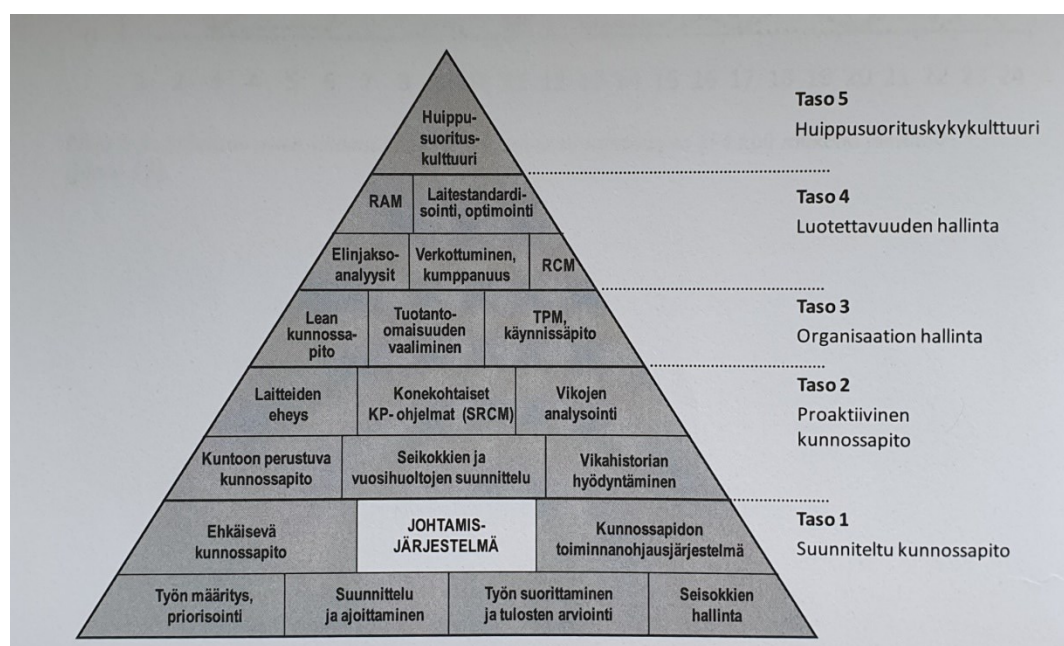 Huippu-
suoritus-
kulttuuri
Taso 5
Huippusuorituskykykulttuuri
RAM
Laitestandardi-
sointi, optimointi
Taso 4
Luotettavuuden hallinta
Elinjakso-
analyysit
Verkottuminen,
kumppanuus
RCM
Lean
kunnossa-
pito
Tuotanto-
omaisuuden
vaaliminen
TPM,
käynnissäpito
Taso 3
Organisaation hallinta
Laitteiden
eheys
Konekohtaiset
KP- ohjelmat (SRCM)
Vikojen
analysointi
Taso 2
Proaktiivinen
kunnossapito
Kuntoon perustuva
kunnossapito
Seikokkien ja
vuosihuoltojen suunnittelu
Vikahistorian
hyödyntäminen
Ehkäisevä
kunnossapito
JOHTAMIS-
JÄRJESTELMÄ
Kunnossapidon
toiminnanohjausjärjestelmä
Taso 1
Suunniteltu kunnossapito
Työn määritys,
priorisointi
Suunnittelu
ja ajoittaminen
Työn suorittaminen
ja tulosten arviointi
Seisokkien
hallinta